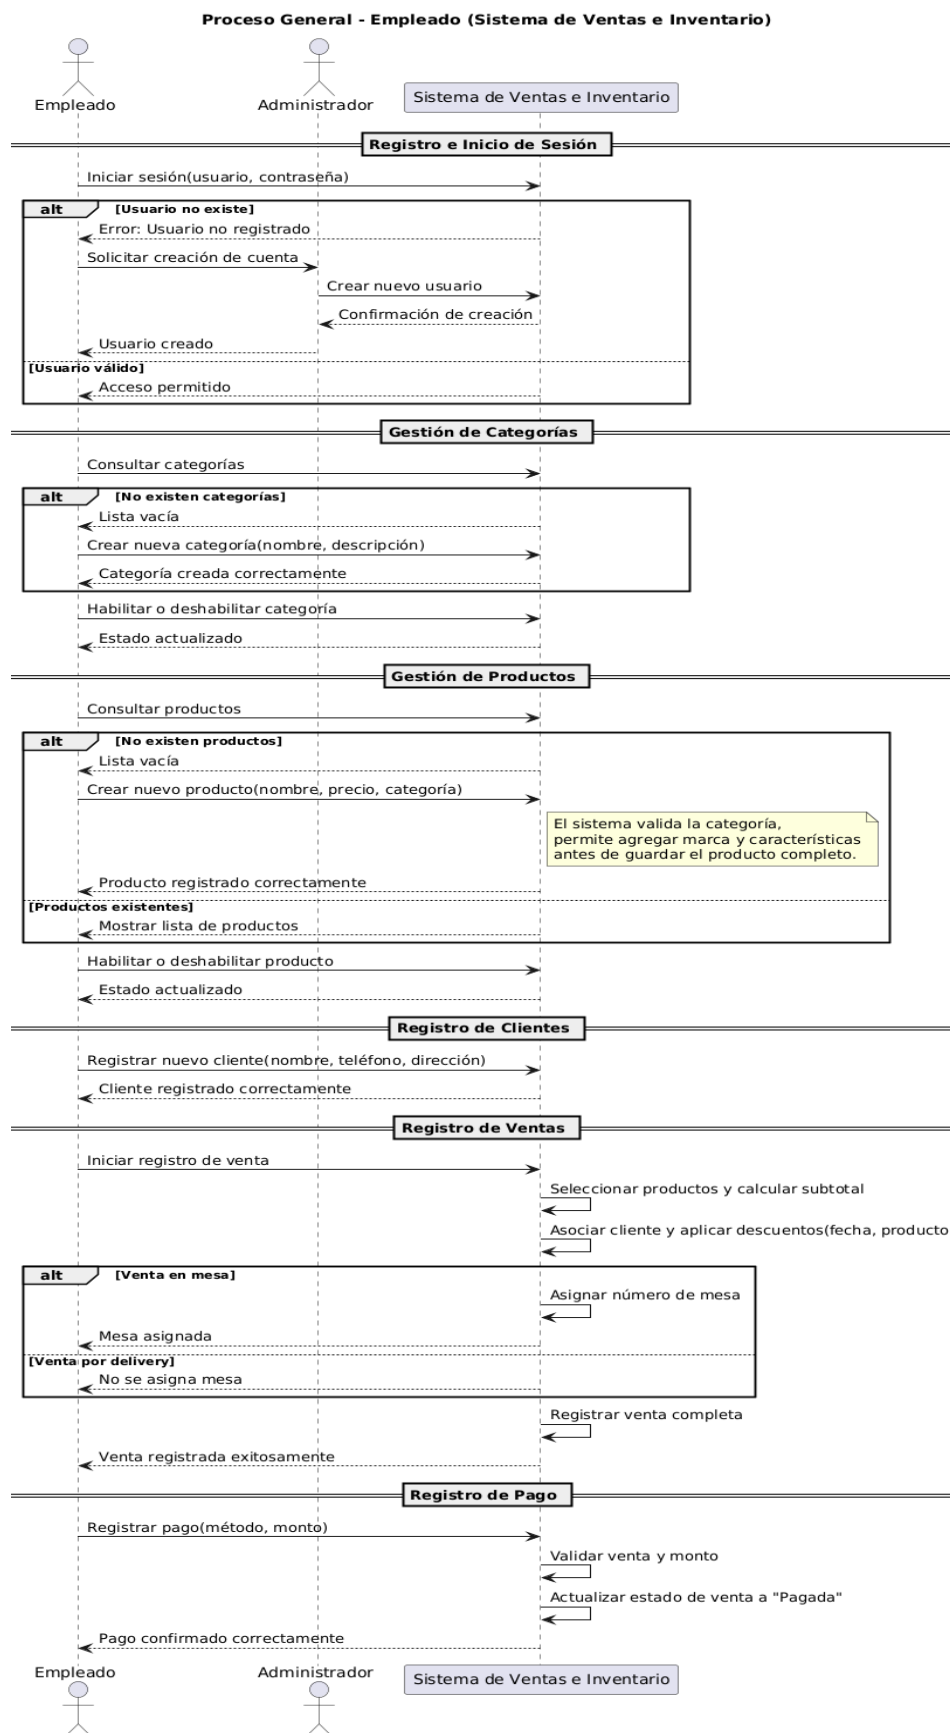 Proceso General - Empleado (Sistema de Ventas e Inventario)
Empleado
Administrador
Sistema de Ventas e Inventario
Registro e Inicio de Sesión
Iniciar sesión(usuario, contraseña)
alt
[Usuario no existe]
Error: Usuario no registrado
Solicitar creación de cuenta
Crear nuevo usuario
Confirmación de creación
Usuario creado
[Usuario válido]
Acceso permitido
Gestión de Categorías
Consultar categorías
alt
[No existen categorías]
Lista vacía
Crear nueva categoría(nombre, descripción)
Categoría creada correctamente
Habilitar o deshabilitar categoría
Estado actualizado
Gestión de Productos
Consultar productos
alt
[No existen productos]
Lista vacía
Crear nuevo producto(nombre, precio, categoría)
El sistema valida la categoría,
permite agregar marca y características
antes de guardar el producto completo.
Producto registrado correctamente
[Productos existentes]
Mostrar lista de productos
Habilitar o deshabilitar producto
Estado actualizado
Registro de Clientes
Registrar nuevo cliente(nombre, teléfono, dirección)
Cliente registrado correctamente
Registro de Ventas
Iniciar registro de venta
Seleccionar productos y calcular subtotal
Asociar cliente y aplicar descuentos(fecha, producto
alt
[Venta en mesa]
Asignar número de mesa
Mesa asignada
[Venta por delivery]
No se asigna mesa
Registrar venta completa
Venta registrada exitosamente
Registro de Pago
Registrar pago(método, monto)
Validar venta y monto
Actualizar estado de venta a "Pagada"
Pago confirmado correctamente
Empleado
Administrador
Sistema de Ventas e Inventario